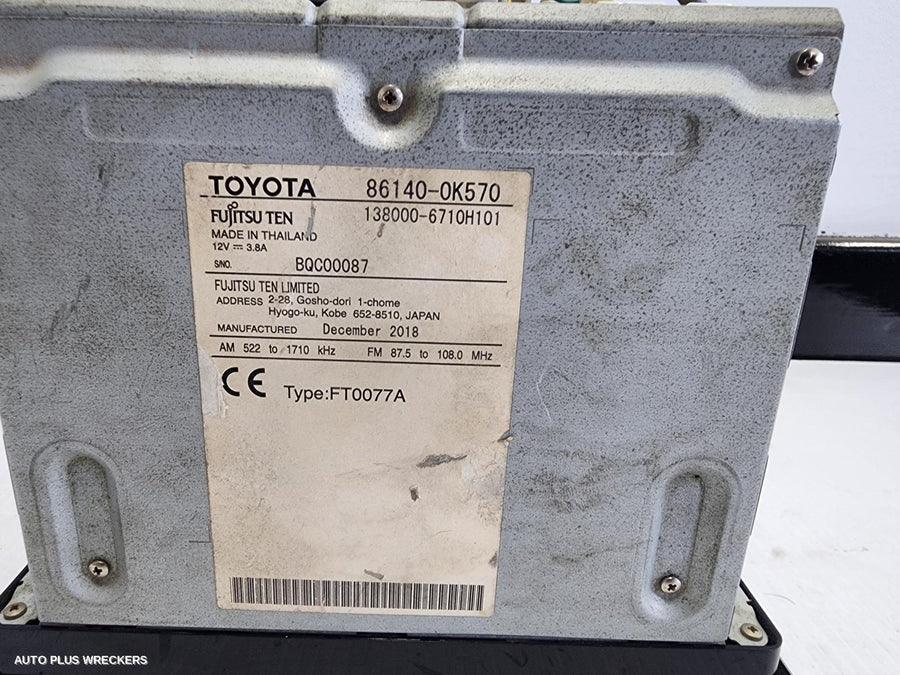 TOYOTA 86140-0K570
FUJITSU TEN 138000-6710H101
MADE IN THAILAND
12V ⎓ 3.8A
S/NO. BQC00087
FUJITSU TEN LIMITED
ADDRESS 2-28, Gosho-dori 1-chome
Hyogo-ku, Kobe 652-8510, JAPAN
MANUFACTURED December 2018
AM 522 to 1710 kHz FM 87.5 to 108.0 MHz
CE Type:FT0077A
AUTO PLUS WRECKERS